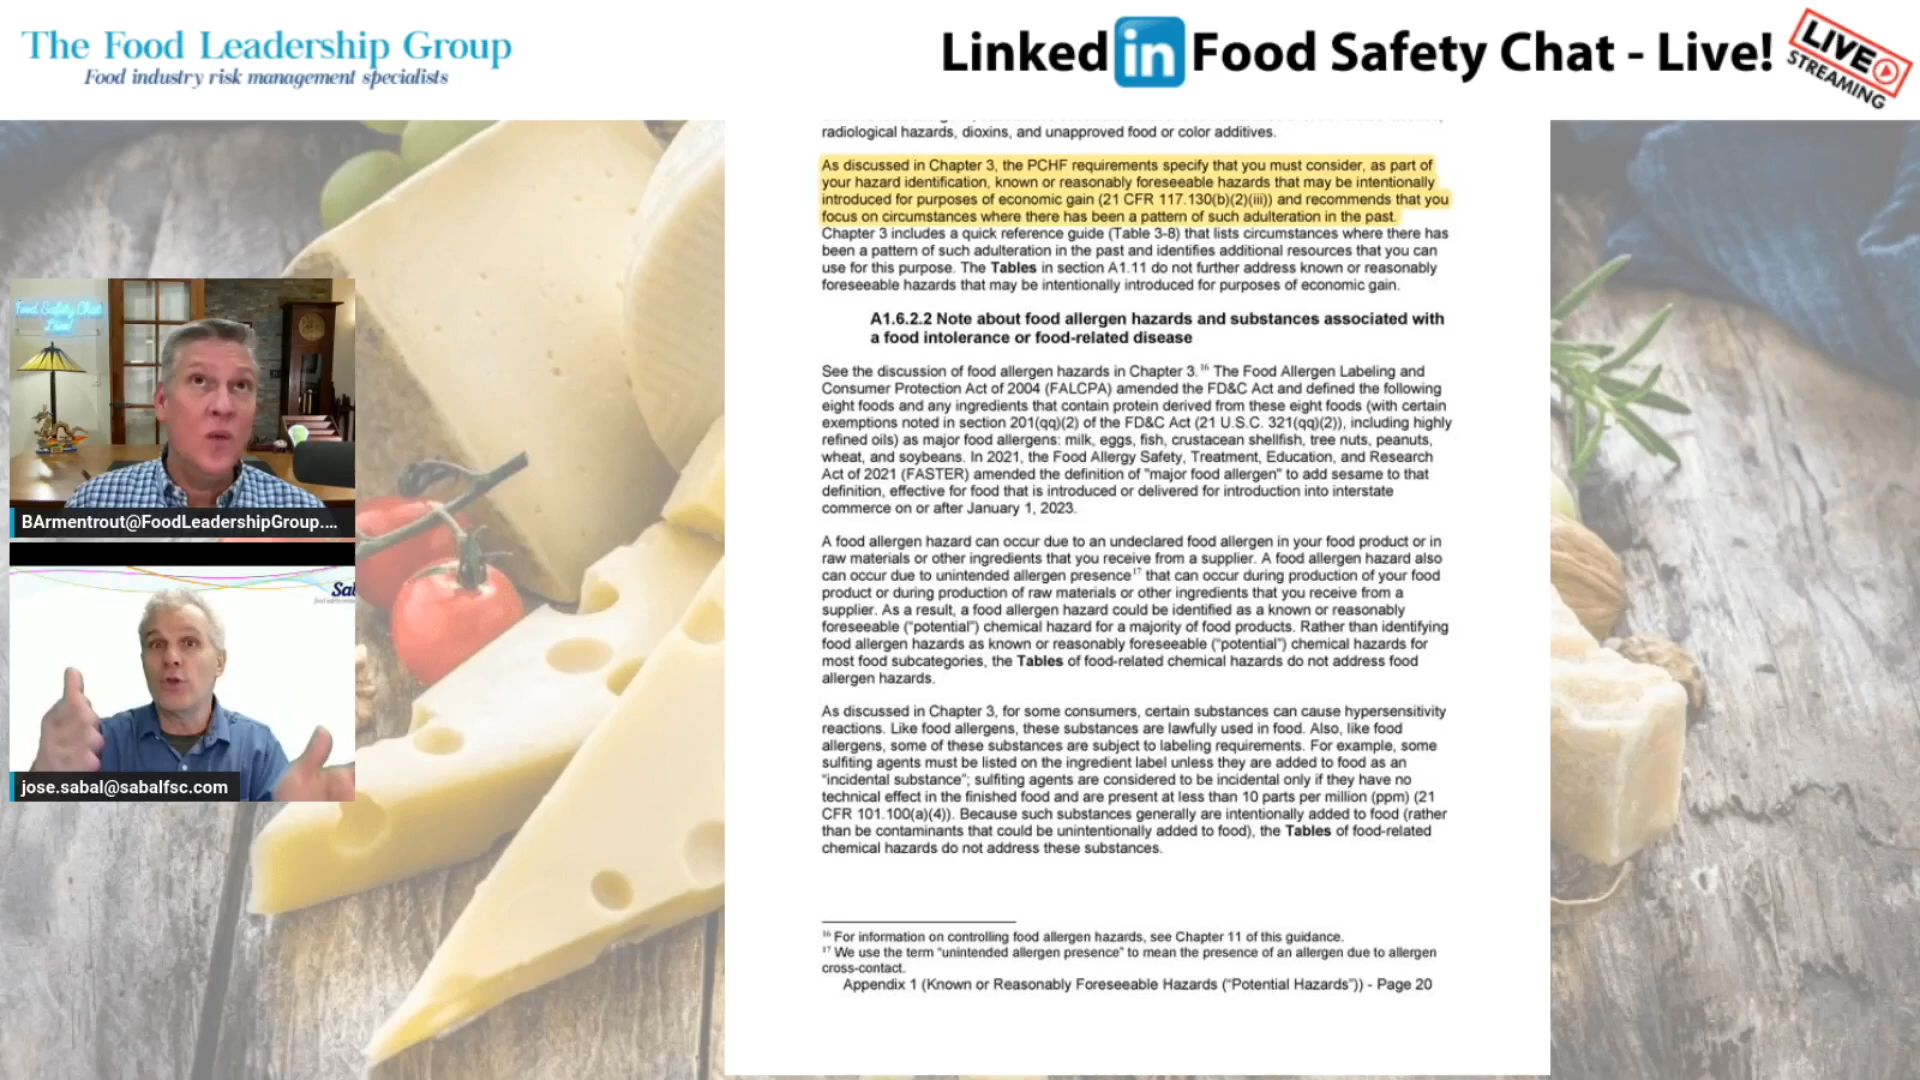 The Food Leadership Group
Food industry risk management specialists
Linked in Food Safety Chat - Live!
LIVE
STREAMING
radiological hazards, dioxins, and unapproved food or color additives.
As discussed in Chapter 3, the PCHF requirements specify that you must consider, as part of
your hazard identification, known or reasonably foreseeable hazards that may be intentionally
introduced for purposes of economic gain (21 CFR 117.130(b)(2)(iii)) and recommends that you
focus on circumstances where there has been a pattern of such adulteration in the past.
Chapter 3 includes a quick reference guide (Table 3-8) that lists circumstances where there has
been a pattern of such adulteration in the past and identifies additional resources that you can
use for this purpose. The Tables in section A1.11 do not further address known or reasonably
foreseeable hazards that may be intentionally introduced for purposes of economic gain.
A1.6.2.2 Note about food allergen hazards and substances associated with
a food intolerance or food-related disease
See the discussion of food allergen hazards in Chapter 3.16 The Food Allergen Labeling and
Consumer Protection Act of 2004 (FALCPA) amended the FD&C Act and defined the following
eight foods and any ingredients that contain protein derived from these eight foods (with certain
exemptions noted in section 201(qq)(2) of the FD&C Act (21 U.S.C. 321(qq)(2)), including highly
refined oils) as major food allergens: milk, eggs, fish, crustacean shellfish, tree nuts, peanuts,
wheat, and soybeans. In 2021, the Food Allergy Safety, Treatment, Education, and Research
Act of 2021 (FASTER) amended the definition of "major food allergen" to add sesame to that
definition, effective for food that is introduced or delivered for introduction into interstate
commerce on or after January 1, 2023.
A food allergen hazard can occur due to an undeclared food allergen in your food product or in
raw materials or other ingredients that you receive from a supplier. A food allergen hazard also
can occur due to unintended allergen presence17 that can occur during production of your food
product or during production of raw materials or other ingredients that you receive from a
supplier. As a result, a food allergen hazard could be identified as a known or reasonably
foreseeable (“potential”) chemical hazard for a majority of food products. Rather than identifying
food allergen hazards as known or reasonably foreseeable (“potential”) chemical hazards for
most food subcategories, the Tables of food-related chemical hazards do not address food
allergen hazards.
As discussed in Chapter 3, for some consumers, certain substances can cause hypersensitivity
reactions. Like food allergens, these substances are lawfully used in food. Also, like food
allergens, some of these substances are subject to labeling requirements. For example, some
sulfiting agents must be listed on the ingredient label unless they are added to food as an
“incidental substance”; sulfiting agents are considered to be incidental only if they have no
technical effect in the finished food and are present at less than 10 parts per million (ppm) (21
CFR 101.100(a)(4)). Because such substances generally are intentionally added to food (rather
than be contaminants that could be unintentionally added to food), the Tables of food-related
chemical hazards do not address these substances.
16 For information on controlling food allergen hazards, see Chapter 11 of this guidance.
17 We use the term “unintended allergen presence” to mean the presence of an allergen due to allergen
cross-contact.
Appendix 1 (Known or Reasonably Foreseeable Hazards (“Potential Hazards”)) - Page 20
Food Safety Chat
Live!
BArmentrout@FoodLeadershipGroup....
Sa
jose.sabal@sabalfsc.com